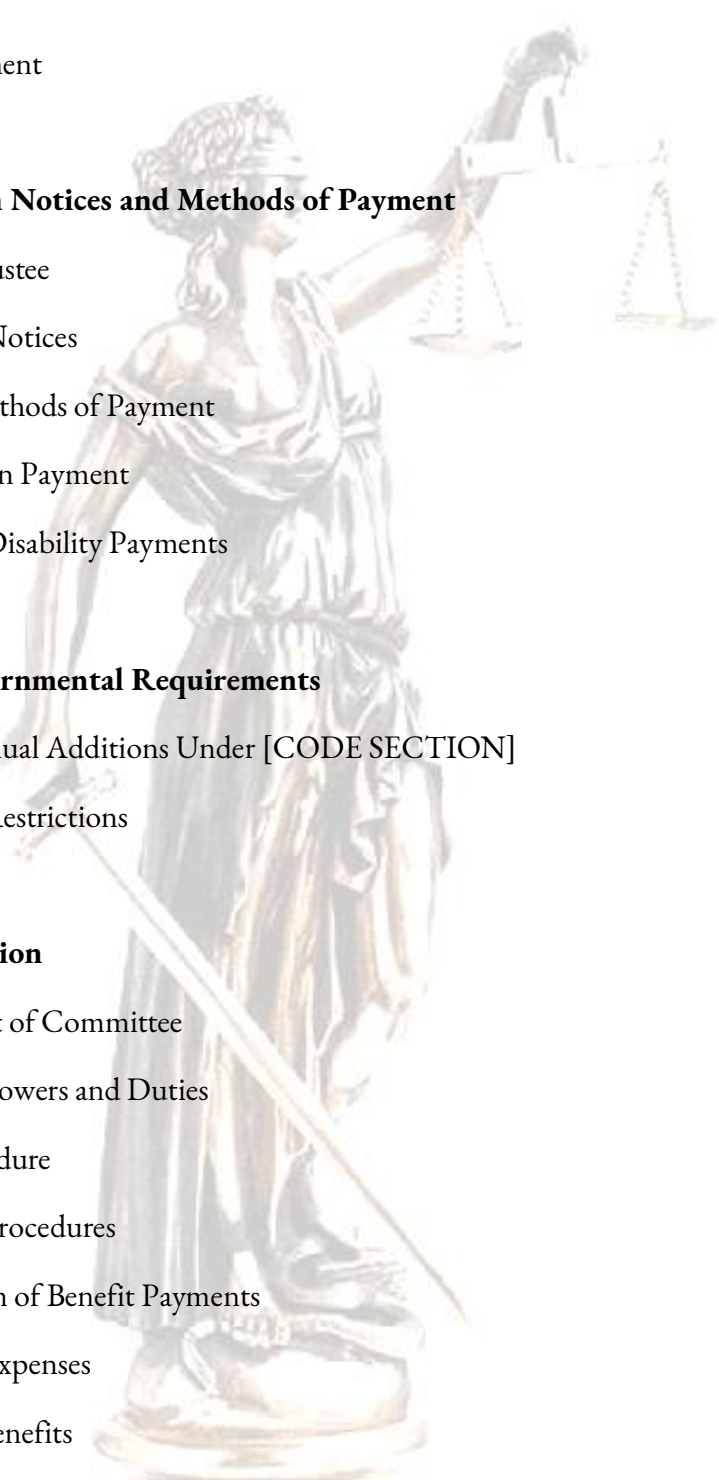 ent
Notices and Methods of Payment
ustee
Notices
thods of Payment
n Payment
Disability Payments
rnmental Requirements
ual Additions Under [CODE SECTION]
Restrictions
ion
t of Committee
owers and Duties
dure
rocedures
n of Benefit Payments
xpenses
enefits